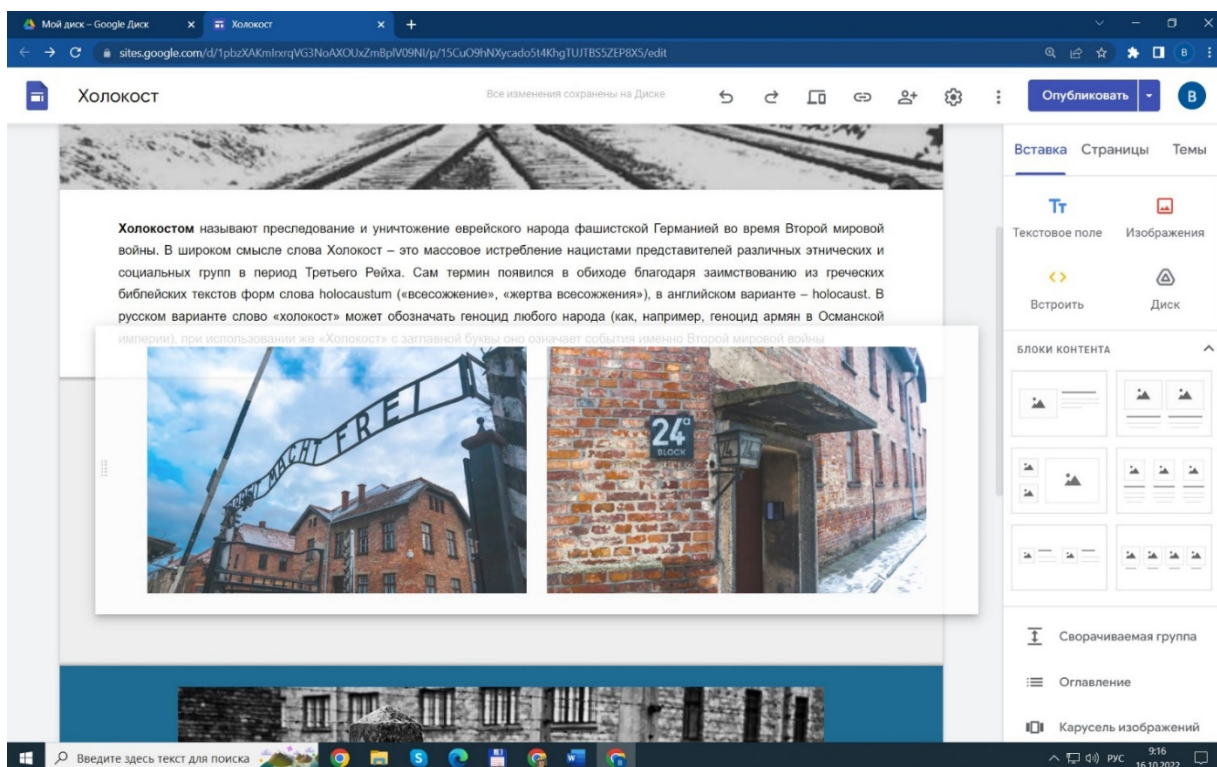 Мой диск – Google Диск
Холокост
sites.google.com/d/1pbzXAKmlnxrqVG3NoAXOUxZmBplV09NI/p/15CuO9hNXycado5t4KhgTUJTBS5ZEP8X5/edit
В
Холокост
Все изменения сохранены на Диске
Опубликовать
В
Вставка Страницы Темы
Текстовое поле Изображения
Встроить Диск
БЛОКИ КОНТЕНТА
Сворачиваемая группа
Оглавление
Карусель изображений
Холокостом называют преследование и уничтожение еврейского народа фашистской Германией во время Второй мировой
войны. В широком смысле слова Холокост – это массовое истребление нацистами представителей различных этнических и
социальных групп в период Третьего Рейха. Сам термин появился в обиходе благодаря заимствованию из греческих
библейских текстов форм слова holocaustum («всесожжение», «жертва всесожжения»), в английском варианте – holocaust. В
русском варианте слово «холокост» может обозначать геноцид любого народа (как, например, геноцид армян в Османской
империи), при использовании же «Холокост» с заглавной буквы оно означает события именно Второй мировой войны
ARBEIT MACHT FREI
24a
BLOCK
24
Введите здесь текст для поиска
РУС
9:16
16.10.2022